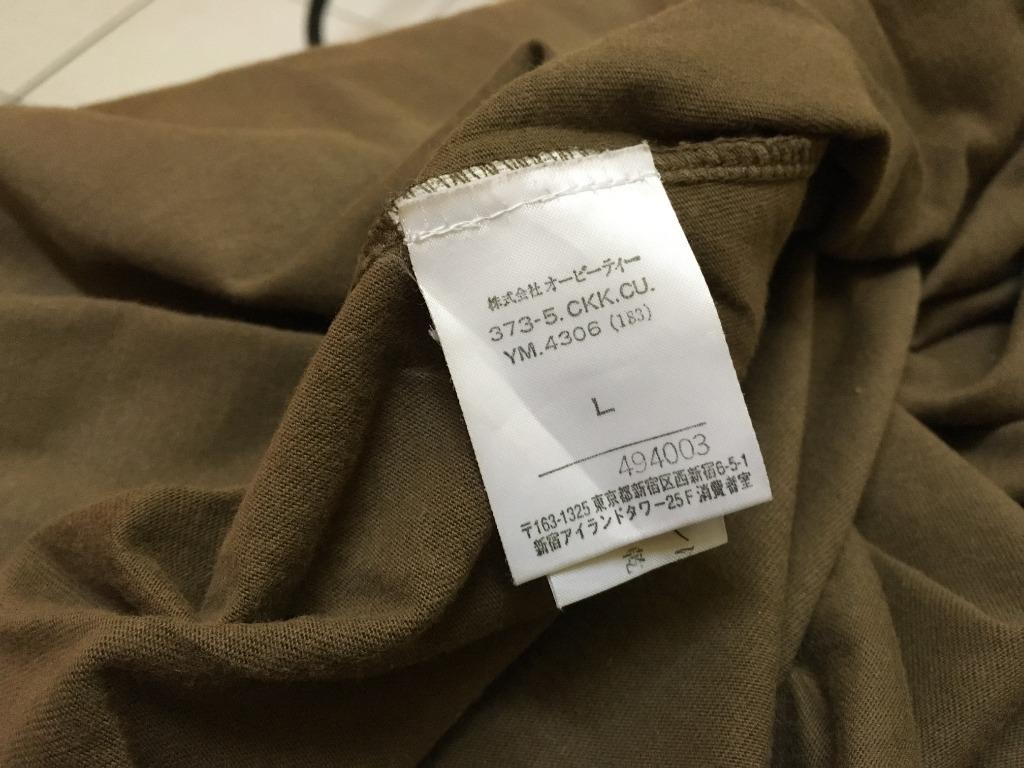 株式会社 オーピーティー
373-5.CKK.CU.
YM.4306 (183)
L
494003
〒163-1325 東京都新宿区西新宿6-5-1
新宿アイランドタワー25F 消費者室